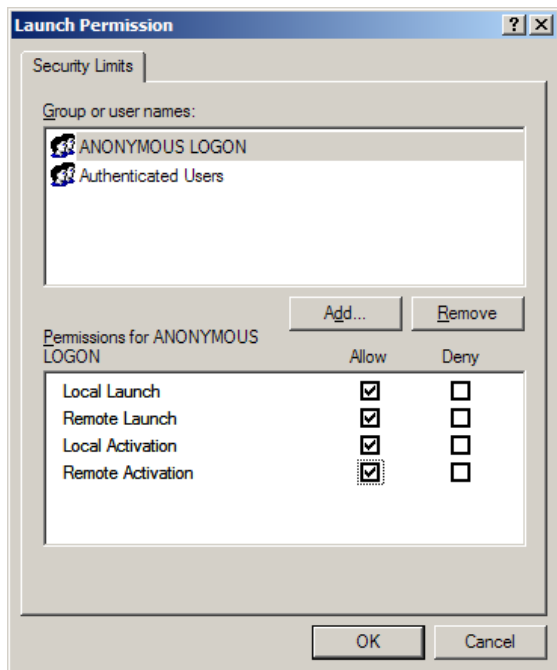 Launch Permission
Security Limits
Group or user names:
ANONYMOUS LOGON
Authenticated Users
Add...
Remove
Permissions for ANONYMOUS
LOGON
Allow
Deny
Local Launch
Remote Launch
Local Activation
Remote Activation
OK
Cancel